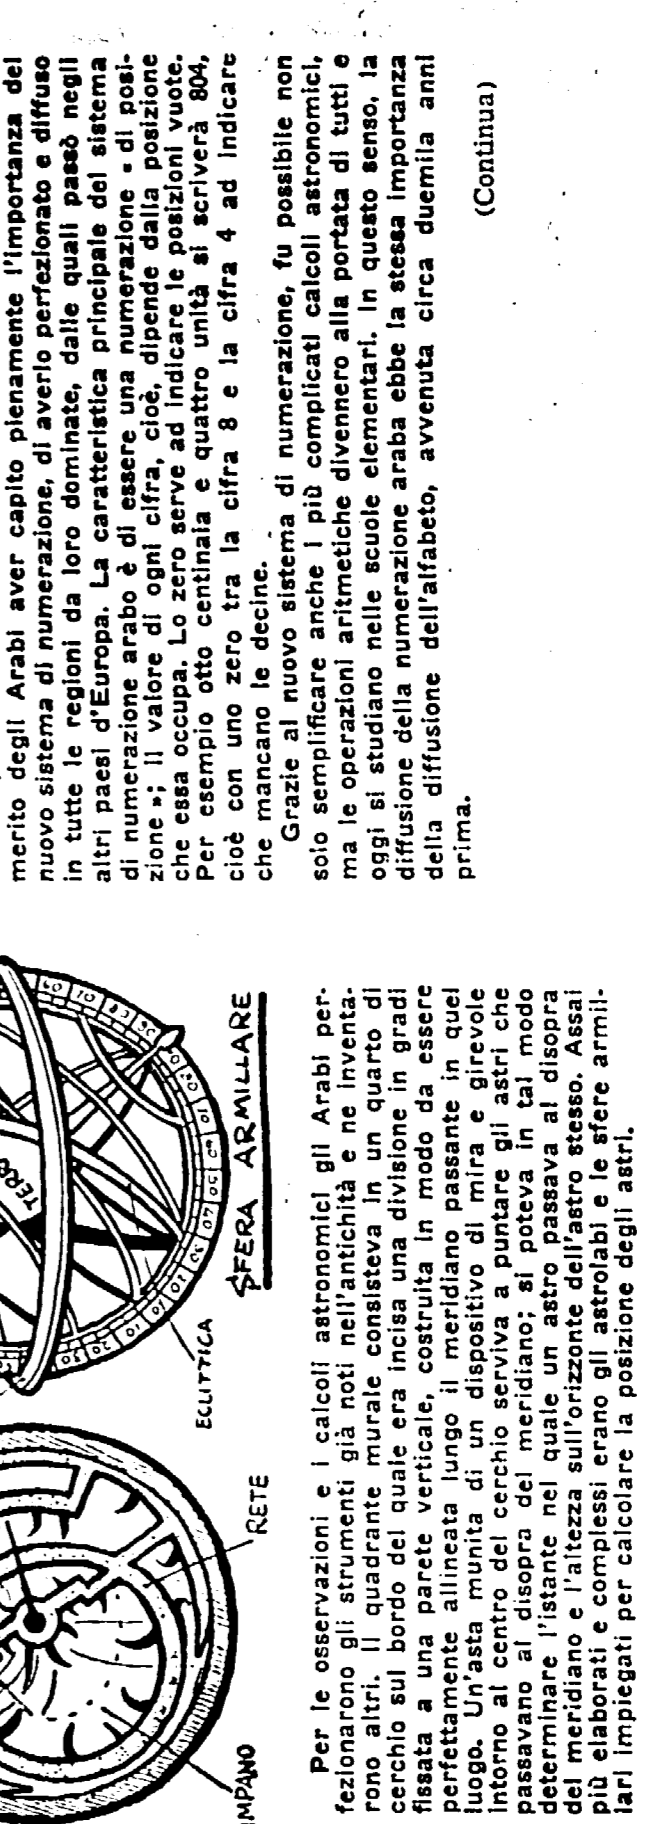 MPANO
RETE
ECLITTICA
TERRA
SFERA ARMILLARE
Per le osservazioni e i calcoli astronomici gli Arabi per-
fezionarono gli strumenti già noti nell'antichità e ne inventa-
rono altri. Il quadrante murale consisteva in un quarto di
cerchio sul bordo del quale era incisa una divisione in gradi
fissata a una parete verticale, costruita in modo da essere
perfettamente allineata lungo il meridiano passante in quel
luogo. Un'asta munita di un dispositivo di mira e girevole
intorno al centro del cerchio serviva a puntare gli astri che
passavano al disopra del meridiano; si poteva in tal modo
determinare l'istante nel quale un astro passava al disopra
del meridiano e l'altezza sull'orizzonte dell'astro stesso. Assai
più elaborati e complessi erano gli astrolabi e le sfere armil-
lari impiegati per calcolare la posizione degli astri.
merito degli Arabi aver capito pienamente l'importanza del
nuovo sistema di numerazione, di averlo perfezionato e diffuso
in tutte le regioni da loro dominate, dalle quali passò negli
altri paesi d'Europa. La caratteristica principale del sistema
di numerazione arabo è di essere una numerazione « di posi-
zione »; il valore di ogni cifra, cioè, dipende dalla posizione
che essa occupa. Lo zero serve ad indicare le posizioni vuote.
Per esempio otto centinaia e quattro unità si scriverà 804,
cioè con uno zero tra la cifra 8 e la cifra 4 ad indicare
che mancano le decine.
Grazie al nuovo sistema di numerazione, fu possibile non
solo semplificare anche i più complicati calcoli astronomici,
ma le operazioni aritmetiche divennero alla portata di tutti e
oggi si studiano nelle scuole elementari. In questo senso, la
diffusione della numerazione araba ebbe la stessa importanza
della diffusione dell'alfabeto, avvenuta circa duemila anni
prima.
(Continua)